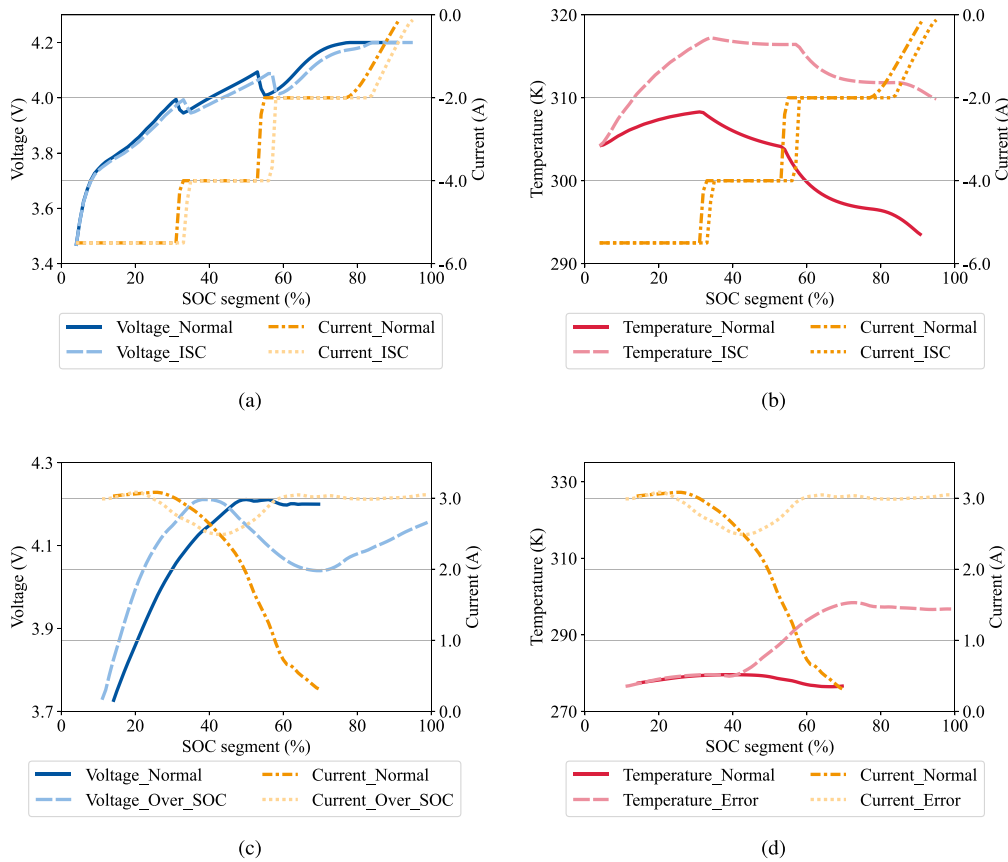 4.2
4.0
3.8
3.6
3.4
Voltage (V)
0.0
-2.0
-4.0
-6.0
Current (A)
0 20 40 60 80 100
SOC segment (%)
Voltage_Normal Current_Normal
Voltage_ISC Current_ISC
(a)
320
310
300
290
Temperature (K)
0.0
-2.0
-4.0
-6.0
Current (A)
0 20 40 60 80 100
SOC segment (%)
Temperature_Normal Current_Normal
Temperature_ISC Current_ISC
(b)
4.3
4.1
3.9
3.7
Voltage (V)
3.0
2.0
1.0
0.0
Current (A)
0 20 40 60 80 100
SOC segment (%)
Voltage_Normal Current_Normal
Voltage_Over_SOC Current_Over_SOC
(c)
330
310
290
270
Temperature (K)
3.0
2.0
1.0
0.0
Current (A)
0 20 40 60 80 100
SOC segment (%)
Temperature_Normal Current_Normal
Temperature_Error Current_Error
(d)